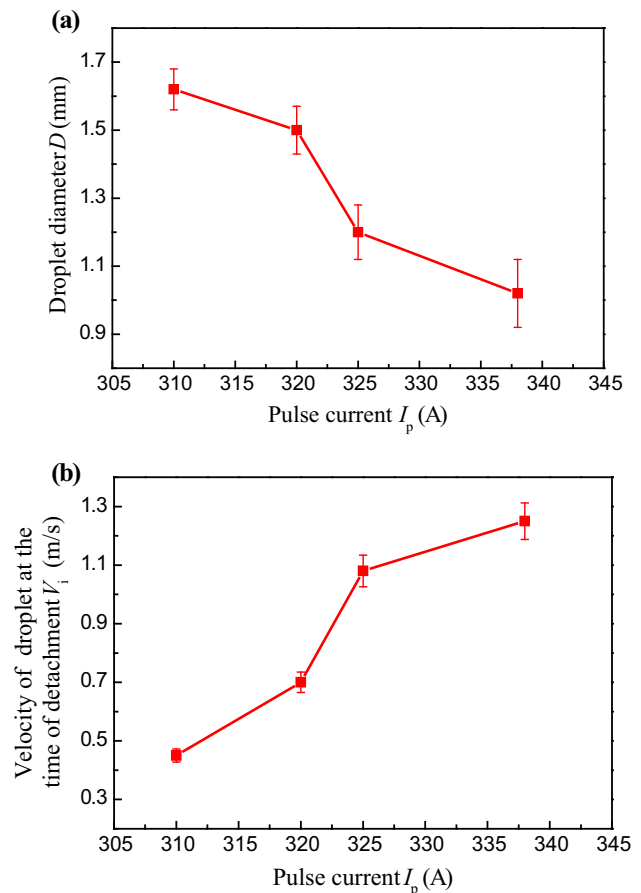 (a)
1.7
1.5
1.3
1.1
0.9
Droplet diameter D (mm)
305 310 315 320 325 330 335 340 345
Pulse current Ip (A)
(b)
1.3
1.1
0.9
0.7
0.5
0.3
Velocity of droplet at the
time of detachment Vi (m/s)
305 310 315 320 325 330 335 340 345
Pulse current Ip (A)